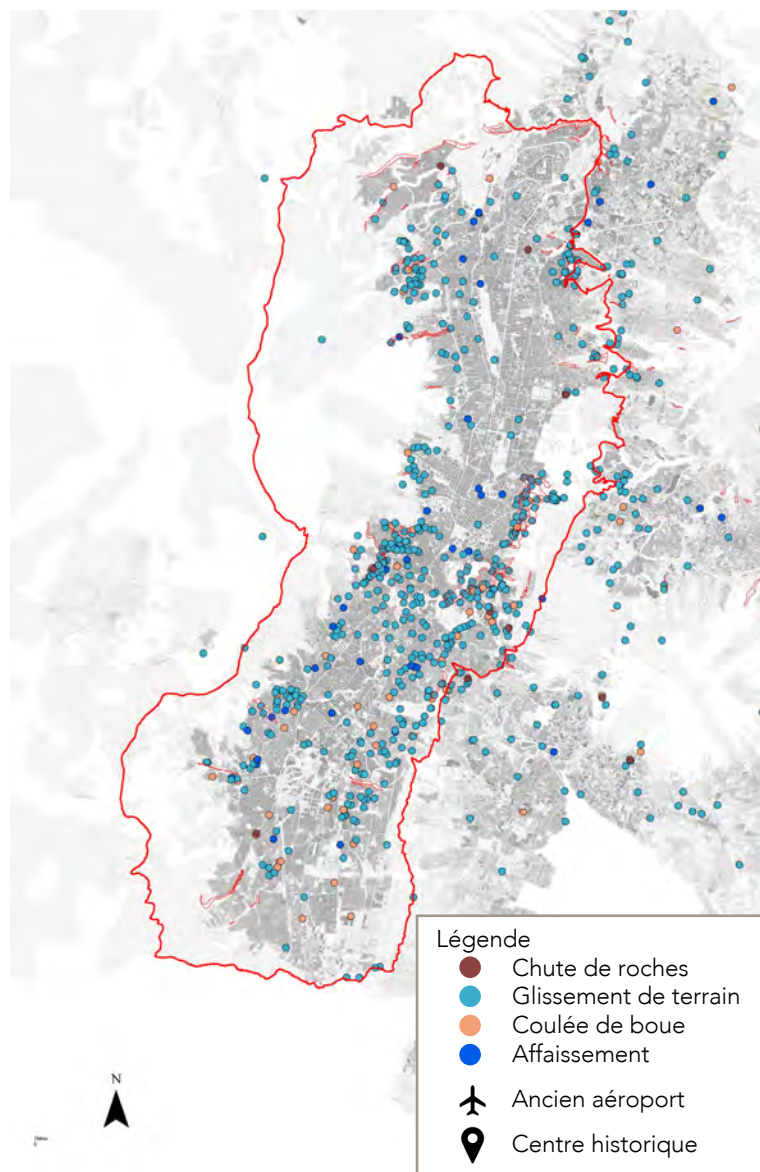 Légende
Chute de roches
Glissement de terrain
Coulée de boue
Affaissement
Ancien aéroport
Centre historique
N